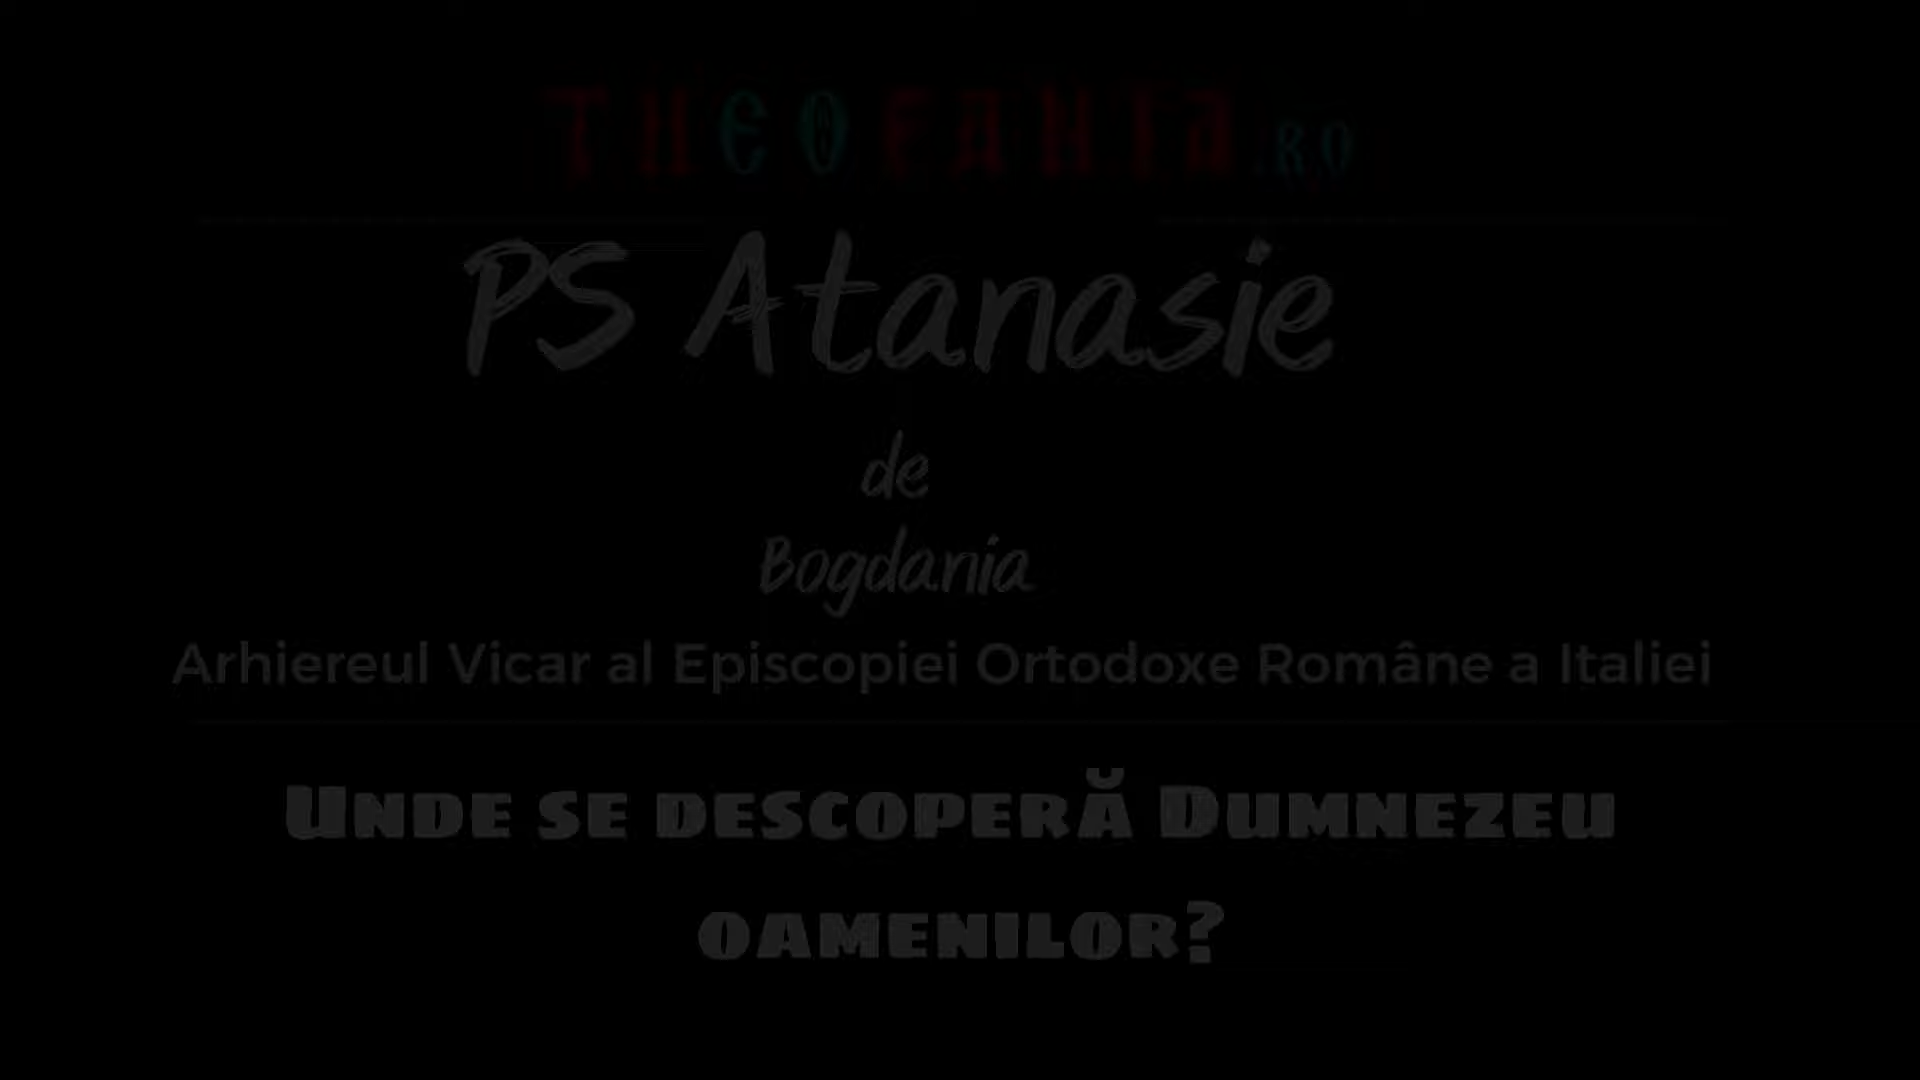 THEOFANIA.RO
PS Atanasie
de
Bogdania
Arhiereul Vicar al Episcopiei Ortodoxe Române a Italiei
Unde se descoperă Dumnezeu
oamenilor?